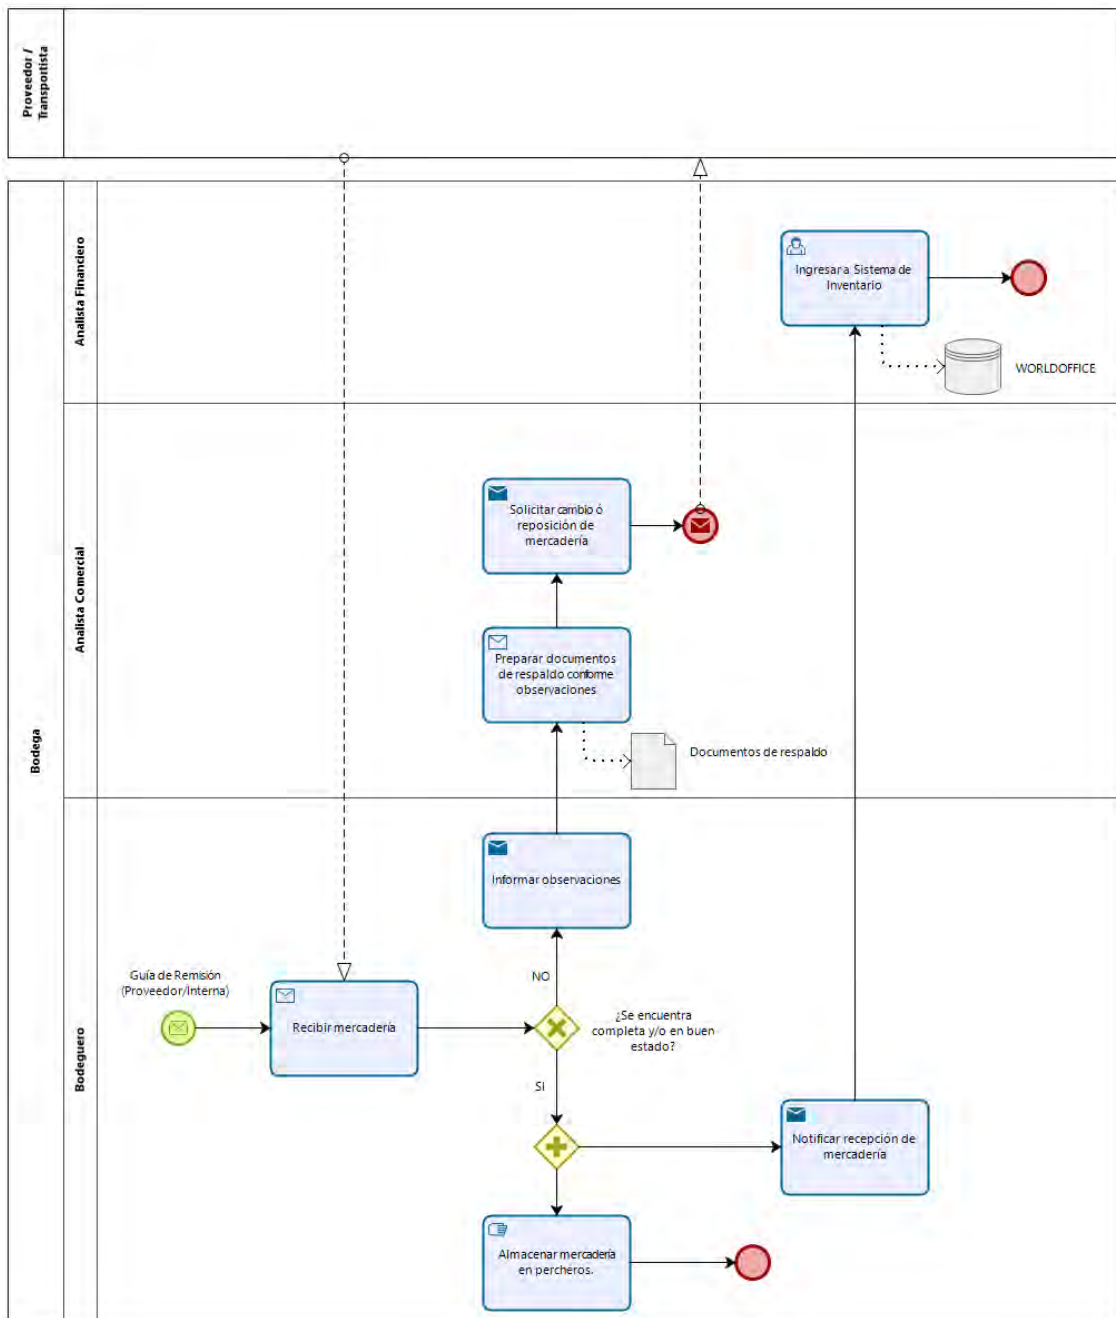 Proveedor /
Transportista
Bodega
Analista Financiero
Ingresar a Sistema de
Inventario
WORLDOFFICE
Analista Comercial
Solicitar cambio ó
reposición de
mercadería
Preparar documentos
de respaldo conforme
observaciones
Documentos de respaldo
Bodeguero
Informar observaciones
NO
Guía de Remisión
(Proveedor/Interna)
Recibir mercadería
¿Se encuentra
completa y/o en buen
estado?
SI
Notificar recepción de
mercadería
Almacenar mercadería
en percheros.